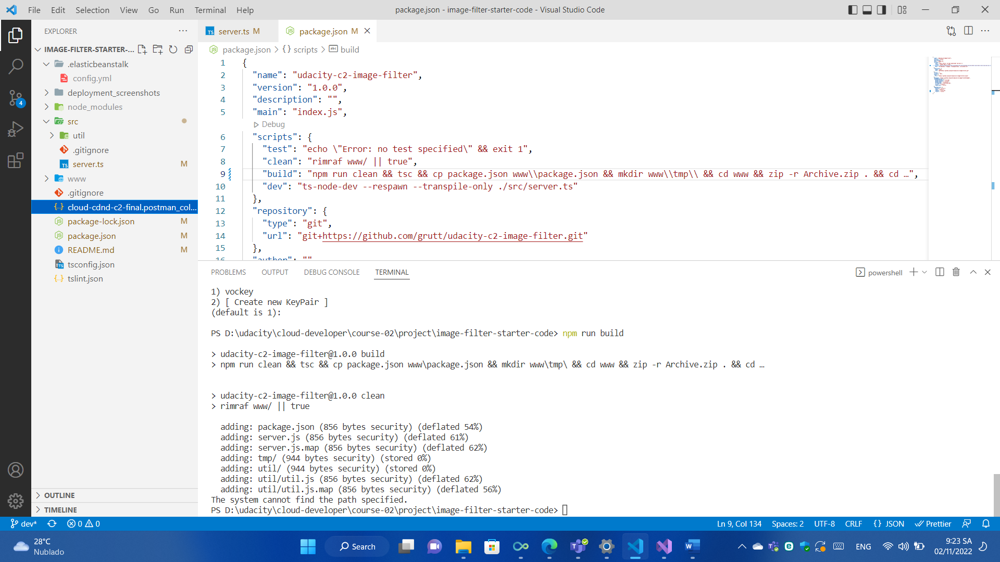 File Edit Selection View Go Run Terminal Help
package.json - image-filter-starter-code - Visual Studio Code
EXPLORER
IMAGE-FILTER-STARTER-...
.elasticbeanstalk
config.yml
deployment_screenshots
node_modules
src
util
.gitignore
server.ts M
www
.gitignore
cloud-cdnd-c2-final.postman_col...
package-lock.json M
package.json M
README.md M
tsconfig.json
tslint.json
OUTLINE
TIMELINE
4
server.ts M
package.json M
package.json > {} scripts > build
1 {
2 "name": "udacity-c2-image-filter",
3 "version": "1.0.0",
4 "description": "",
5 "main": "index.js",
Debug
6 "scripts": {
7 "test": "echo \"Error: no test specified\" && exit 1",
8 "clean": "rimraf www/ || true",
9 "build": "npm run clean && tsc && cp package.json www\\package.json && mkdir www\\tmp\\ && cd www && zip -r Archive.zip . && cd …",
10 "dev": "ts-node-dev --respawn --transpile-only ./src/server.ts"
11 },
12 "repository": {
13 "type": "git",
14 "url": "git+https://github.com/grutt/udacity-c2-image-filter.git"
15 },
16 "author": ""
PROBLEMS OUTPUT DEBUG CONSOLE TERMINAL
powershell
1) vockey
2) [ Create new KeyPair ]
(default is 1):
PS D:\udacity\cloud-developer\course-02\project\image-filter-starter-code> npm run build
> udacity-c2-image-filter@1.0.0 build
> npm run clean && tsc && cp package.json www\package.json && mkdir www\tmp\ && cd www && zip -r Archive.zip . && cd …
> udacity-c2-image-filter@1.0.0 clean
> rimraf www/ || true
adding: package.json (856 bytes security) (deflated 54%)
adding: server.js (856 bytes security) (deflated 61%)
adding: server.js.map (856 bytes security) (deflated 62%)
adding: tmp/ (944 bytes security) (stored 0%)
adding: util/ (944 bytes security) (stored 0%)
adding: util/util.js (856 bytes security) (deflated 62%)
adding: util/util.js.map (856 bytes security) (deflated 56%)
The system cannot find the path specified.
PS D:\udacity\cloud-developer\course-02\project\image-filter-starter-code>
dev* 0 0
Ln 9, Col 134 Spaces: 2 UTF-8 CRLF {} JSON Prettier
28°C
Nublado
Search
ENG
9:23 SA
02/11/2022